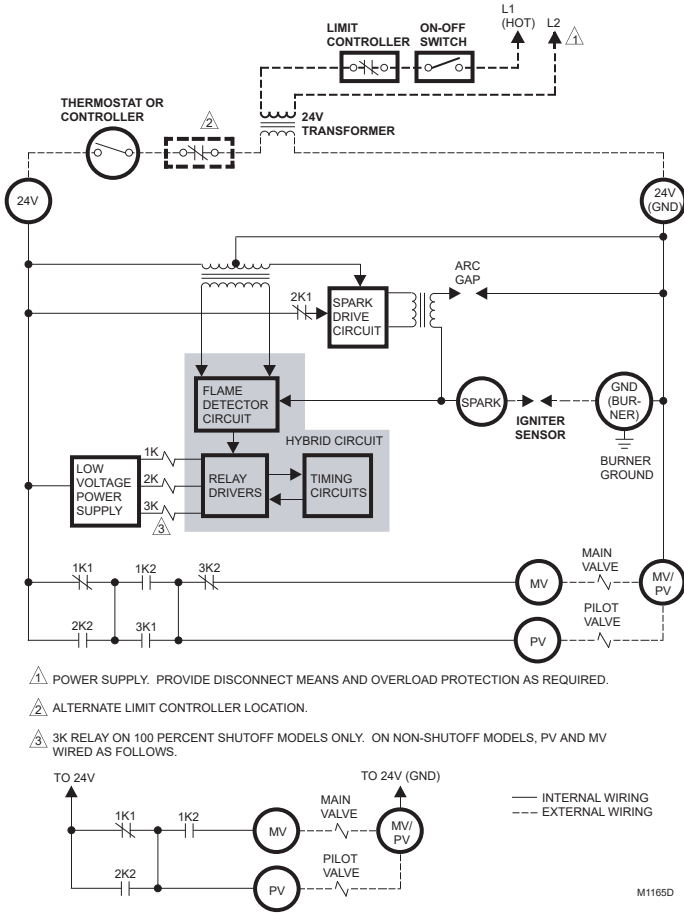 L1
(HOT)
L2
1
LIMIT
CONTROLLER
ON-OFF
SWITCH
THERMOSTAT OR
CONTROLLER
2
24V
TRANSFORMER
24V
24V
(GND)
ARC
GAP
2K1
SPARK
DRIVE
CIRCUIT
FLAME
DETECTOR
CIRCUIT
SPARK
IGNITER
SENSOR
GND
(BUR-
NER)
BURNER
GROUND
HYBRID CIRCUIT
LOW
VOLTAGE
POWER
SUPPLY
1K
2K
3K
3
RELAY
DRIVERS
TIMING
CIRCUITS
1K1
1K2
3K2
MV
MAIN
VALVE
MV/
PV
2K2
3K1
PV
PILOT
VALVE
1 POWER SUPPLY. PROVIDE DISCONNECT MEANS AND OVERLOAD PROTECTION AS REQUIRED.
2 ALTERNATE LIMIT CONTROLLER LOCATION.
3 3K RELAY ON 100 PERCENT SHUTOFF MODELS ONLY. ON NON-SHUTOFF MODELS, PV AND MV
WIRED AS FOLLOWS.
TO 24V
TO 24V (GND)
1K1
1K2
MV
MAIN
VALVE
MV/
PV
2K2
PV
PILOT
VALVE
INTERNAL WIRING
EXTERNAL WIRING
M1165D